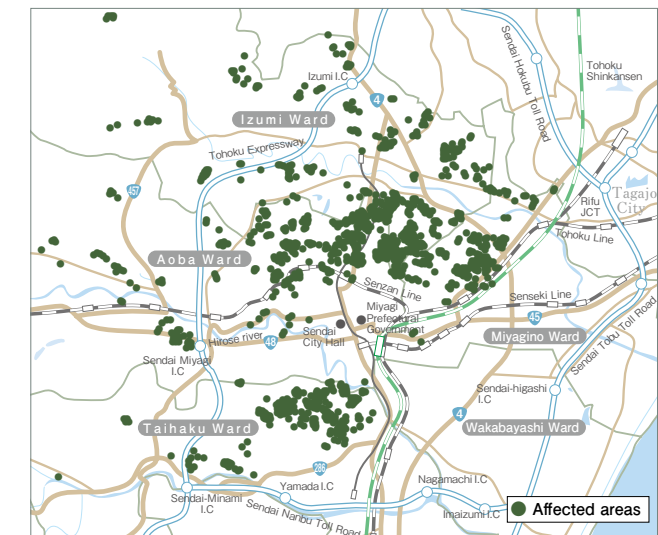 Izumi I.C
4
Tohoku
Shinkansen
Sendai Hokubu Toll Road
Izumi Ward
Tohoku Expressway
457
Tagajo
City
Rifu
JCT
Tohoku Line
Aoba Ward
Senzan Line
Senseki Line
Miyagi
Prefectural
Government
45
Sendai
City Hall
Hirose river
48
Miyagino Ward
Sendai Tobu Toll Road
Sendai Miyagi
I.C
Sendai-higashi
I.C
4
Taihaku Ward
Wakabayashi Ward
286
Yamada I.C
Nagamachi I.C
Sendai-Minami
I.C
Sendai Nanbu Toll Road
Imaizumi I.C
Affected areas